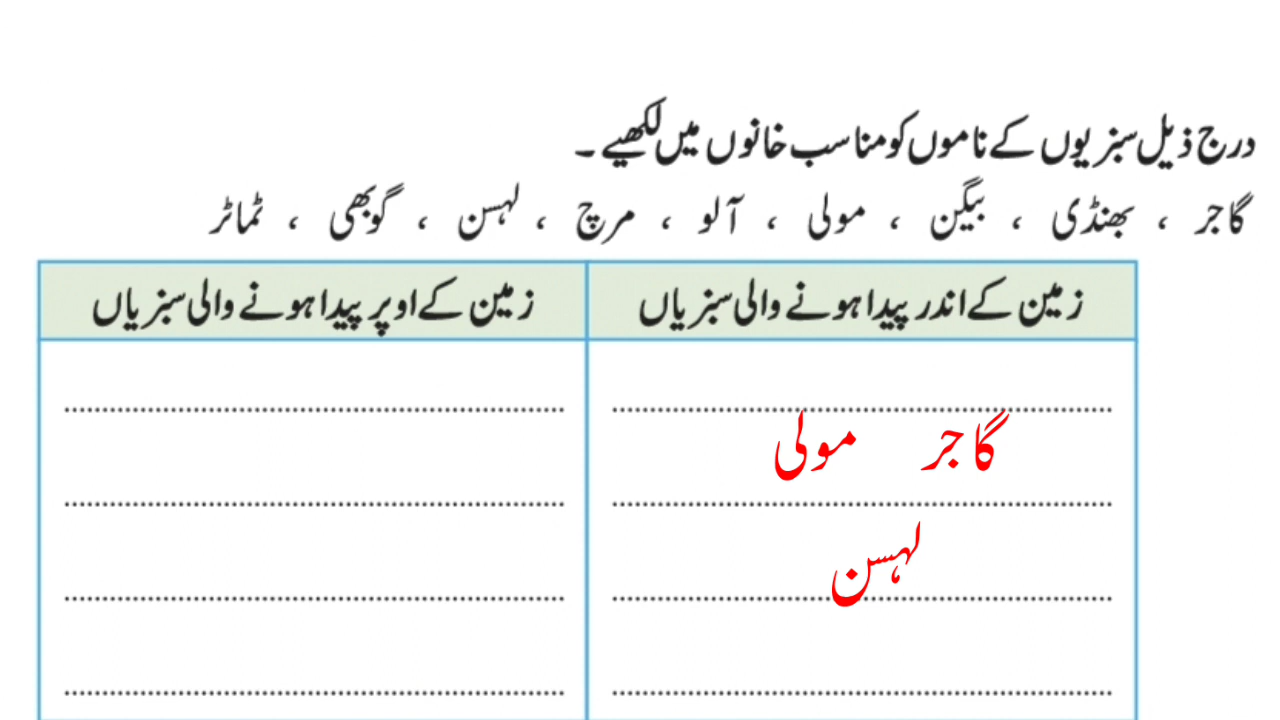 درج ذیل سبزیوں کے ناموں کو مناسب خانوں میں لکھیے ۔
گاجر ، بھنڈی ، بیگن ، مولی ، آلو ، مرچ ، لہسن ، گوبھی ، ٹماٹر
زمین کے اندر پیدا ہونے والی سبزیاں
زمین کے اوپر پیدا ہونے والی سبزیاں
گاجر مولی
لہسن